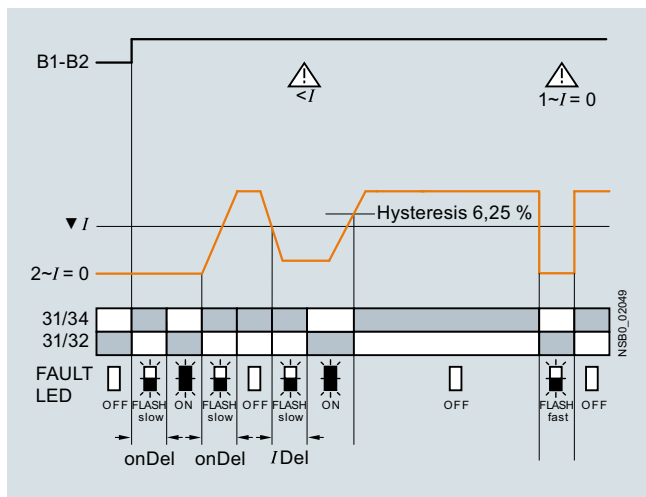 B1-B2
<I
1~I = 0
▼ I
Hysteresis 6,25 %
2~I = 0
31/34
31/32
FAULT
LED
OFF FLASH slow ON FLASH slow OFF FLASH slow ON OFF FLASH fast OFF
onDel onDel I Del
NSB0_02049